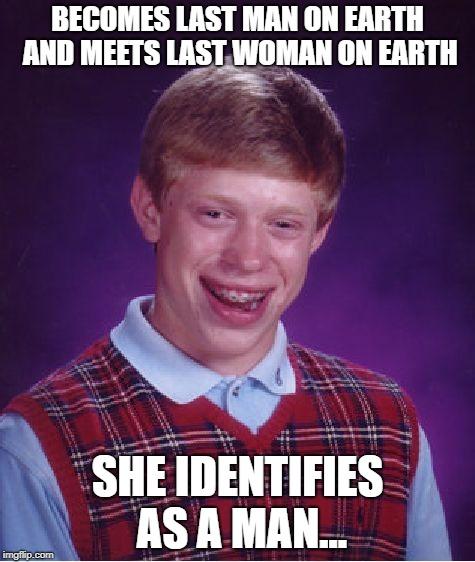 BECOMES LAST MAN ON EARTH
AND MEETS LAST WOMAN ON EARTH
SHE IDENTIFIES
AS A MAN...
imgflip.com